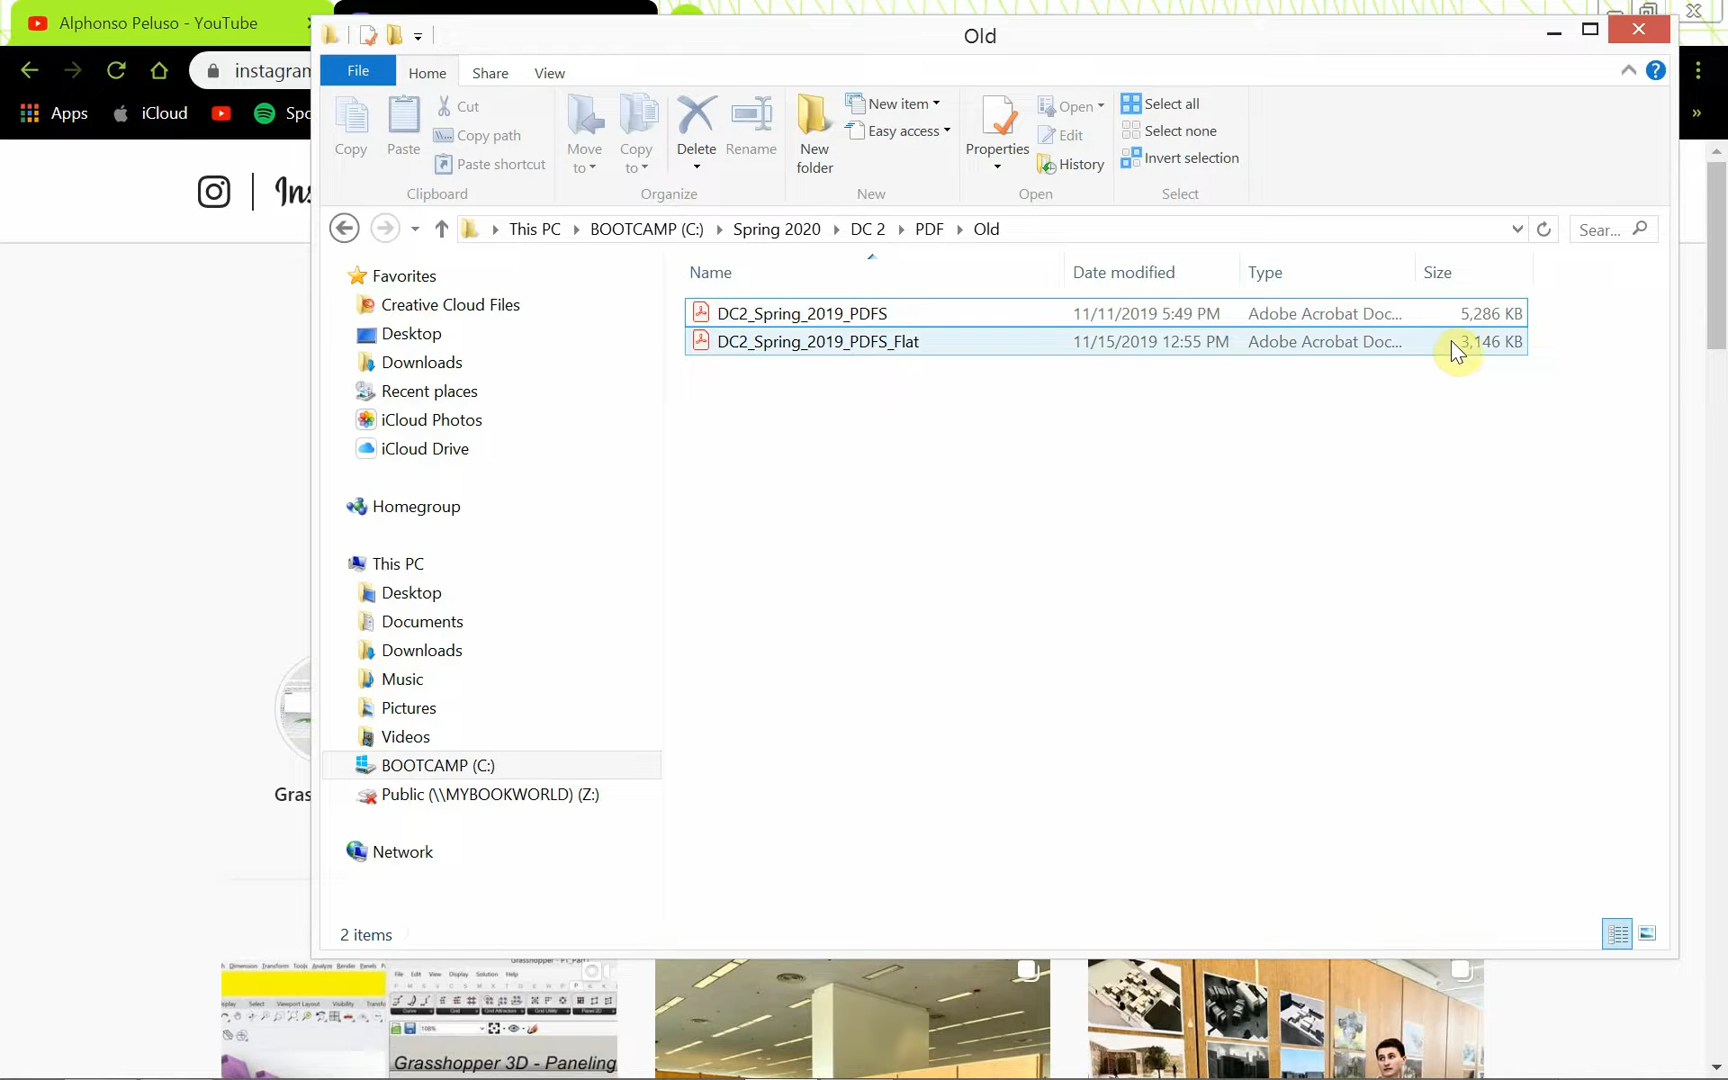 Alphonso Peluso - YouTube
Old
instagram
Apps
iCloud
File
Home
Share
View
Copy
Paste
Cut
Copy path
Paste shortcut
Clipboard
Move to
Copy to
Delete
Rename
Organize
New folder
New item
Easy access
New
Properties
Open
Edit
History
Open
Select all
Select none
Invert selection
Select
This PC
BOOTCAMP (C:)
Spring 2020
DC 2
PDF
Old
Sear...
Name
Date modified
Type
Size
DC2_Spring_2019_PDFS
11/11/2019 5:49 PM
Adobe Acrobat Doc...
5,286 KB
DC2_Spring_2019_PDFS_Flat
11/15/2019 12:55 PM
Adobe Acrobat Doc...
3,146 KB
Favorites
Creative Cloud Files
Desktop
Downloads
Recent places
iCloud Photos
iCloud Drive
Homegroup
This PC
Desktop
Documents
Downloads
Music
Pictures
Videos
BOOTCAMP (C:)
Public (\\MYBOOKWORLD) (Z:)
Network
2 items
Grasshopper 3D - Paneling